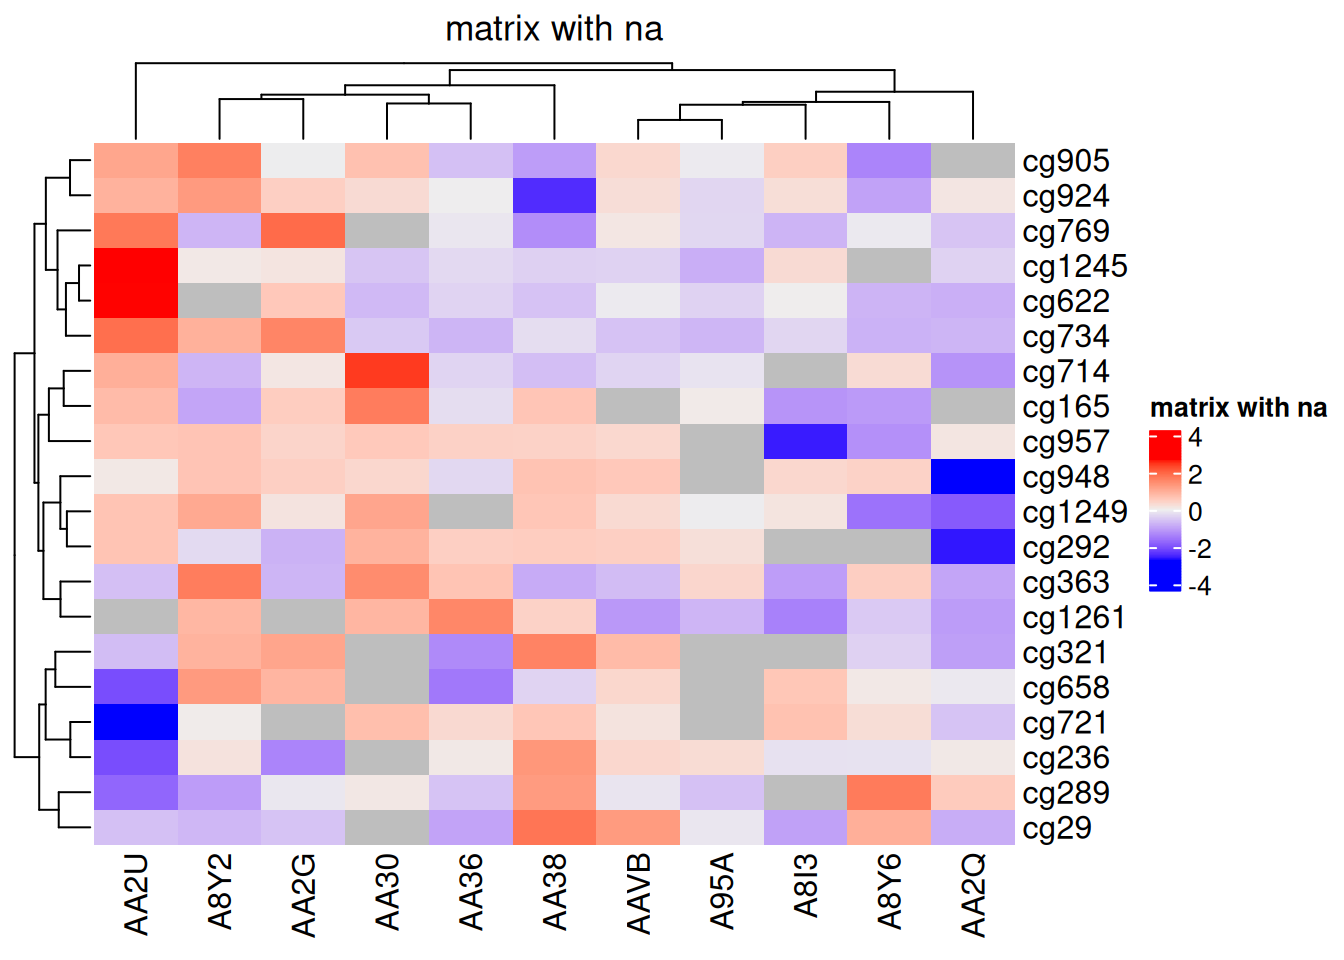 matrix with na
cg905
cg924
cg769
cg1245
cg622
cg734
cg714
cg165
cg957
cg948
cg1249
cg292
cg363
cg1261
cg321
cg658
cg721
cg236
cg289
cg29
AA2U
A8Y2
AA2G
AA30
AA36
AA38
AAVB
A95A
A8I3
A8Y6
AA2Q
matrix with na
4
2
0
-2
-4